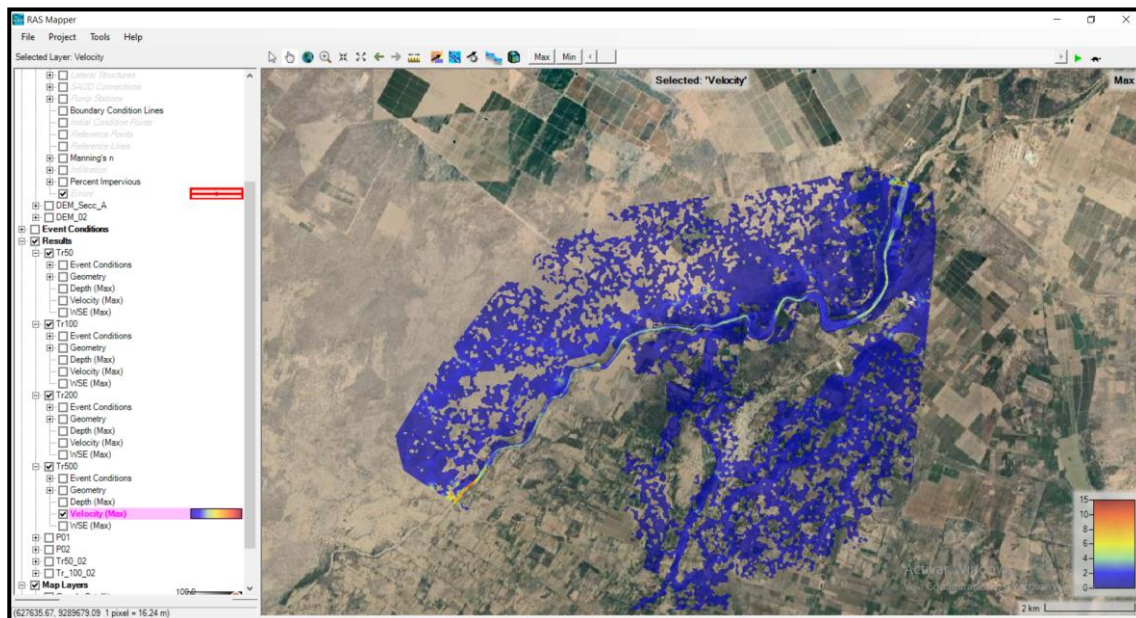 RAS Mapper
File Project Tools Help
Selected Layer: Velocity
Max Min
Selected: 'Velocity'
Max
Lateral Structures
SA/2D Connections
Pump Stations
Boundary Condition Lines
Initial Condition Points
Reference Points
Reference Lines
Manning's n
Infiltration
Percent Impervious
Errors
DEM_Secc_A
DEM_02
Event Conditions
Results
Tr50
Event Conditions
Geometry
Depth (Max)
Velocity (Max)
WSE (Max)
Tr100
Event Conditions
Geometry
Depth (Max)
Velocity (Max)
WSE (Max)
Tr200
Event Conditions
Geometry
Depth (Max)
Velocity (Max)
WSE (Max)
Tr500
Event Conditions
Geometry
Depth (Max)
Velocity (Max)
WSE (Max)
P01
P02
Tr50_02
Tr_100_02
Map Layers
100.0
(627635.67, 9289679.09 1 pixel = 16.24 m)
15
10
8
6
4
2
0
Activar Windows
2 km